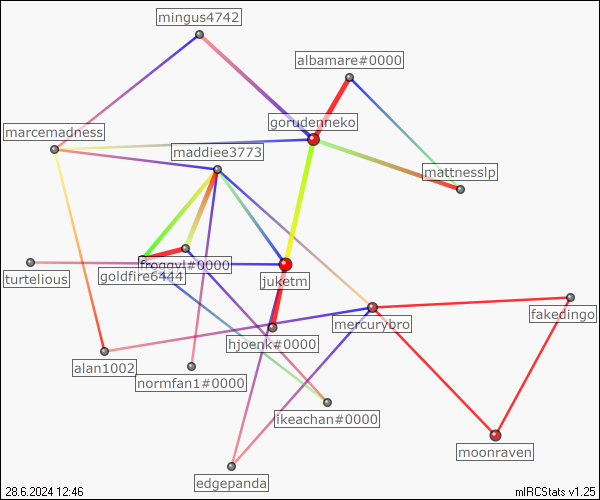 mingus4742
albamare#0000
gorudenneko
marcemadness
maddiee3773
mattnesslp
froggyl#0000
goldfire6444
turtelious
juketm
fakedingo
mercurybro
hjoenk#0000
alan1002
normfan1#0000
ikeachan#0000
moonraven
edgepanda
28.6.2024 12:46
mIRCStats v1.25